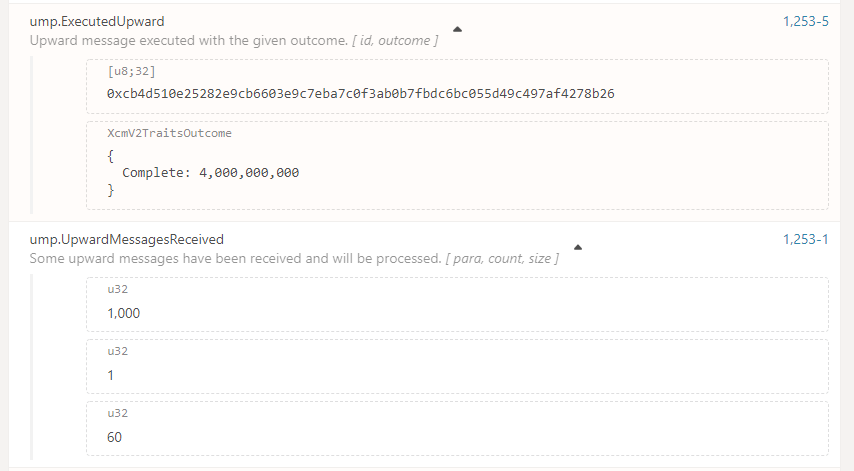 ump.ExecutedUpward
1,253-5
Upward message executed with the given outcome. [ id, outcome ]
[u8;32]
0xcb4d510e25282e9cb6603e9c7eba7c0f3ab0b7fbdc6bc055d49c497af4278b26
XcmV2TraitsOutcome
{
Complete: 4,000,000,000
}
ump.UpwardMessagesReceived
1,253-1
Some upward messages have been received and will be processed. [ para, count, size ]
u32
1,000
u32
1
u32
60